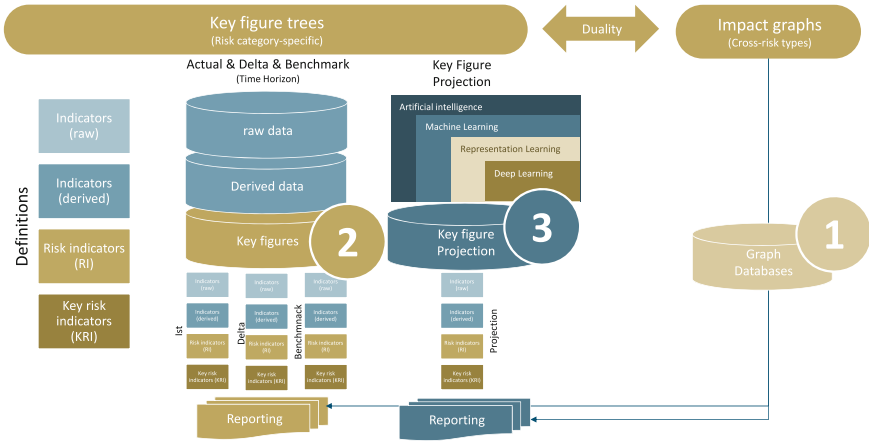 Key figure trees
(Risk category-specific)
Duality
Impact graphs
(Cross-risk types)
Actual & Delta & Benchmark
(Time Horizon)
Key Figure
Projection
Definitions
Indicators
(raw)
Indicators
(derived)
Risk indicators
(RI)
Key risk
indicators
(KRI)
raw data
Derived data
Key figures
2
Artificial intelligence
Machine Learning
Representation Learning
Deep Learning
Key figure
Projection
3
1
Graph
Databases
Ist
Indicators
(raw)
Indicators
(derived)
Risk indicators
(RI)
Key risk
indicators (KRI)
Delta
Indicators
(raw)
Indicators
(derived)
Risk indicators
(RI)
Key risk
indicators (KRI)
Benchmnack
Indicators
(raw)
Indicators
(derived)
Risk indicators
(RI)
Key risk
indicators (KRI)
Indicators
(raw)
Indicators
(derived)
Risk indicators
(RI)
Key risk
indicators (KRI)
Projection
Reporting
Reporting